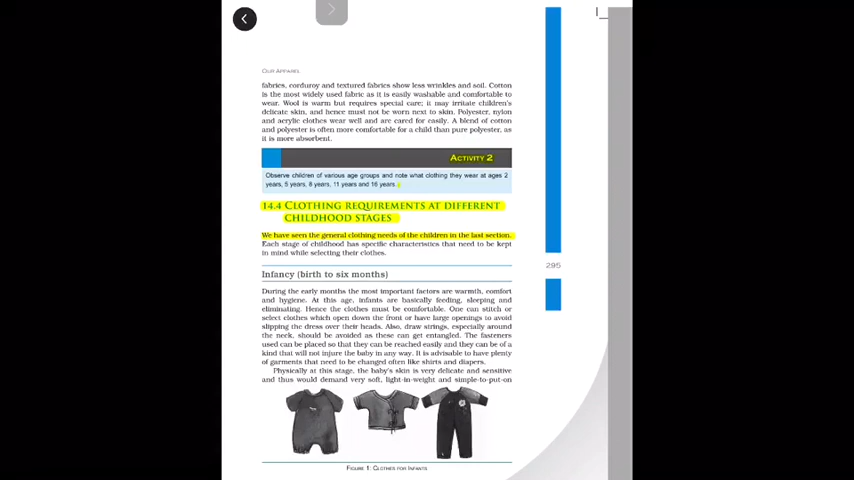 OUR APPAREL
fabrics, corduroy and textured fabrics show less wrinkles and soil. Cotton
is the most widely used fabric as it is easily washable and comfortable to
wear. Wool is warm but requires special care; it may irritate children's
delicate skin, and hence must not be worn next to skin. Polyester, nylon
and acrylic clothes wear well and are cared for easily. A blend of cotton
and polyester is often more comfortable for a child than pure polyester, as
it is more absorbent.
ACTIVITY 2
Observe children of various age groups and note what clothing they wear at ages 2
years, 5 years, 8 years, 11 years and 16 years.
14.4 CLOTHING REQUIREMENTS AT DIFFERENT
CHILDHOOD STAGES
We have seen the general clothing needs of the children in the last section.
Each stage of childhood has specific characteristics that need to be kept
in mind while selecting their clothes.
295
Infancy (birth to six months)
During the early months the most important factors are warmth, comfort
and hygiene. At this age, infants are basically feeding, sleeping and
eliminating. Hence the clothes must be comfortable. One can stitch or
select clothes which open down the front or have large openings to avoid
slipping the dress over their heads. Also, draw strings, especially around
the neck, should be avoided as these can get entangled. The fasteners
used can be placed so that they can be reached easily and they can be of a
kind that will not injure the baby in any way. It is advisable to have plenty
of garments that need to be changed often like shirts and diapers.
Physically at this stage, the baby's skin is very delicate and sensitive
and thus would demand very soft, light-in-weight and simple-to-put-on
FIGURE 1: CLOTHES FOR INFANTS